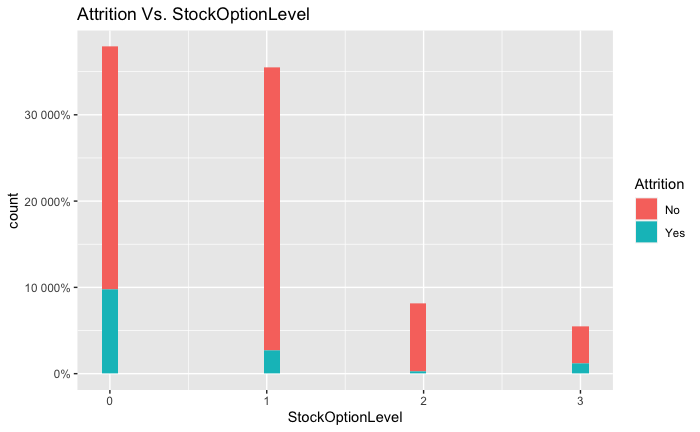 Attrition Vs. StockOptionLevel
30 000%
20 000%
10 000%
0%
count
0 1 2 3
StockOptionLevel
Attrition
No
Yes